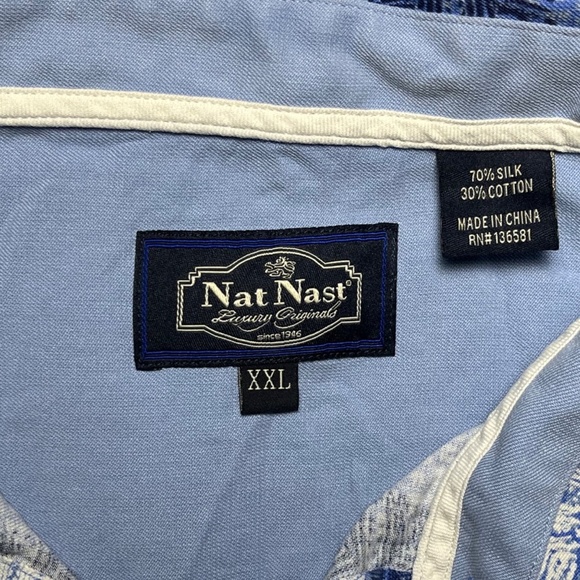 70% SILK
30% COTTON
MADE IN CHINA
RN# 136581
Nat Nast®
Luxury Originals
since 1946
XXL